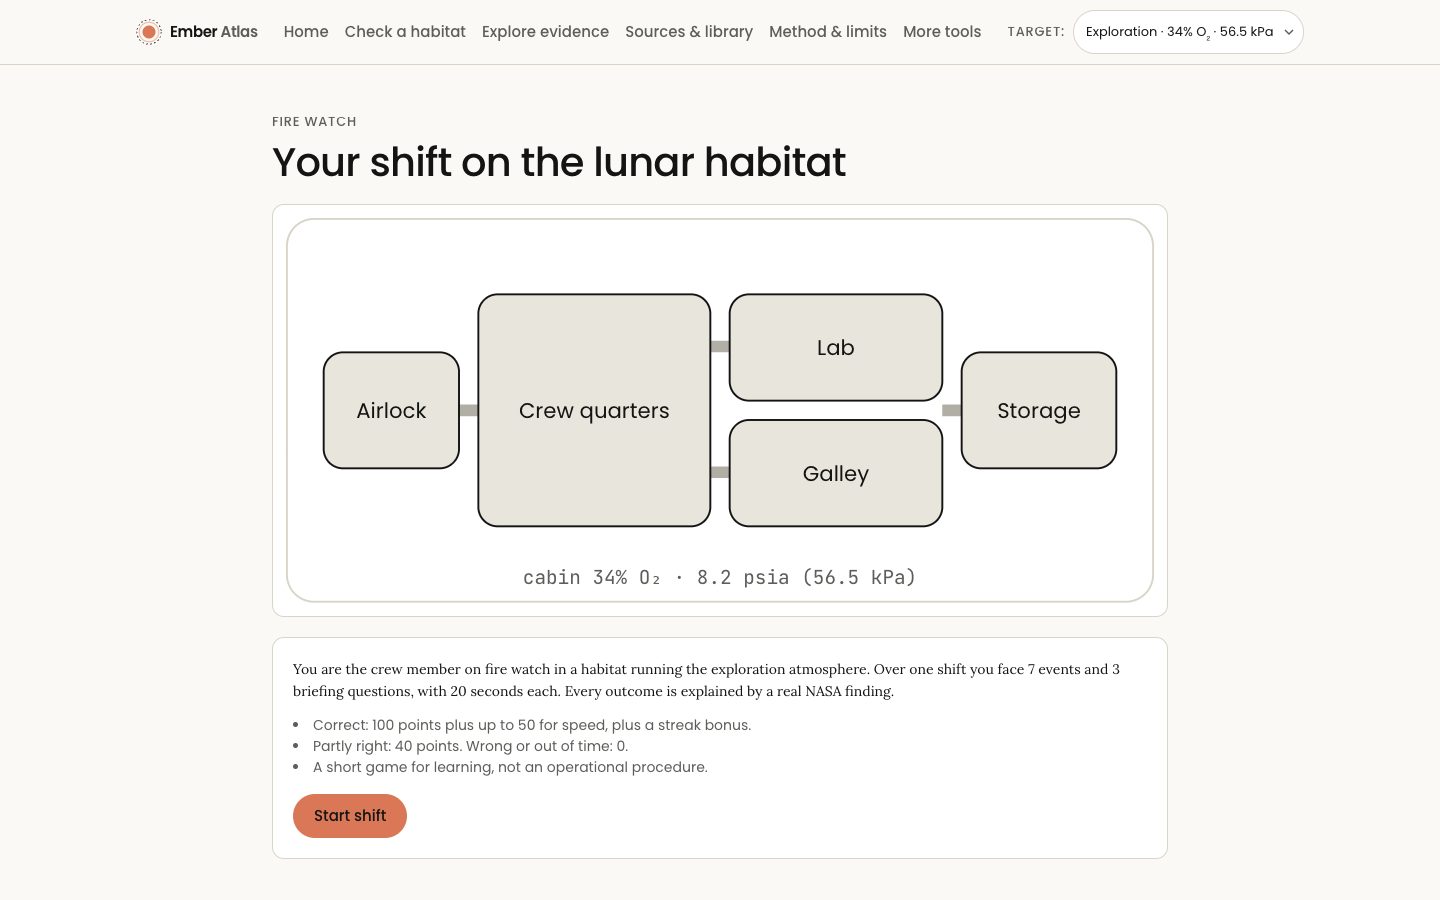 Ember Atlas Home Check a habitat Explore evidence Sources & library Method & limits More tools TARGET: Exploration · 34% O₂ · 56.5 kPa
FIRE WATCH
Your shift on the lunar habitat
Lab
Airlock Crew quarters Storage
Galley
cabin 34% O₂ · 8.2 psia (56.5 kPa)
You are the crew member on fire watch in a habitat running the exploration atmosphere. Over one shift you face 7 events and 3
briefing questions, with 20 seconds each. Every outcome is explained by a real NASA finding.
• Correct: 100 points plus up to 50 for speed, plus a streak bonus.
• Partly right: 40 points. Wrong or out of time: 0.
• A short game for learning, not an operational procedure.
Start shift